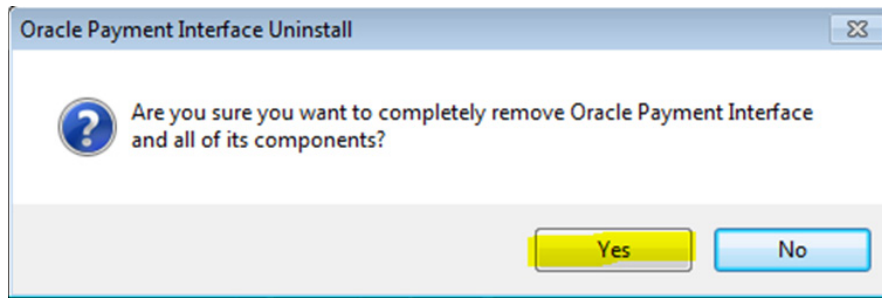 Oracle Payment Interface Uninstall
Are you sure you want to completely remove Oracle Payment Interface
and all of its components?
Yes
No